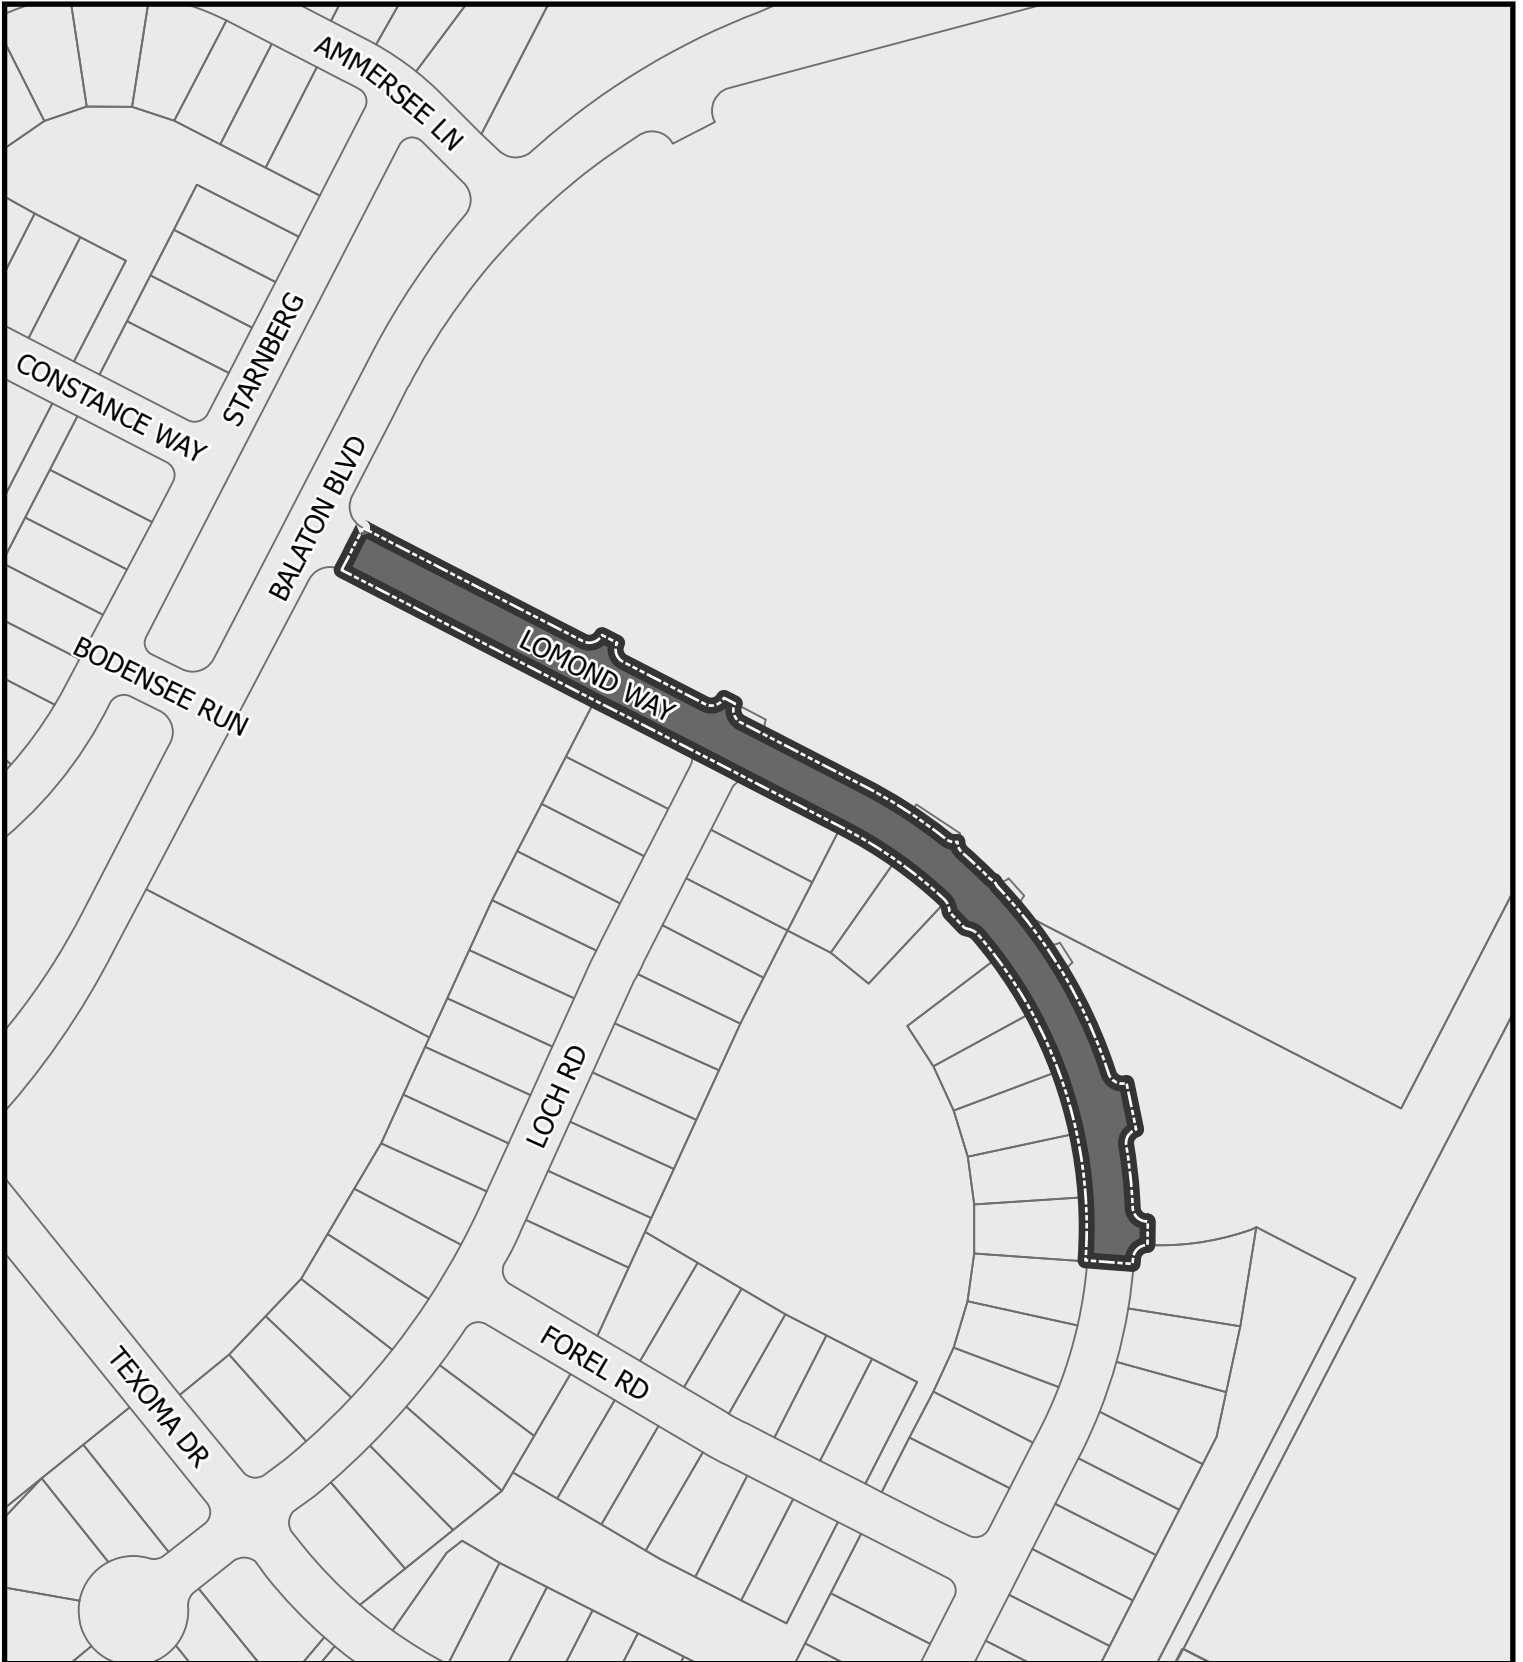 AMMERSEE LN
STARNBERG
CONSTANCE WAY
BALATON BLVD
BODENSEE RUN
LOMOND WAY
LOCH RD
FOREL RD
TEXOMA DR